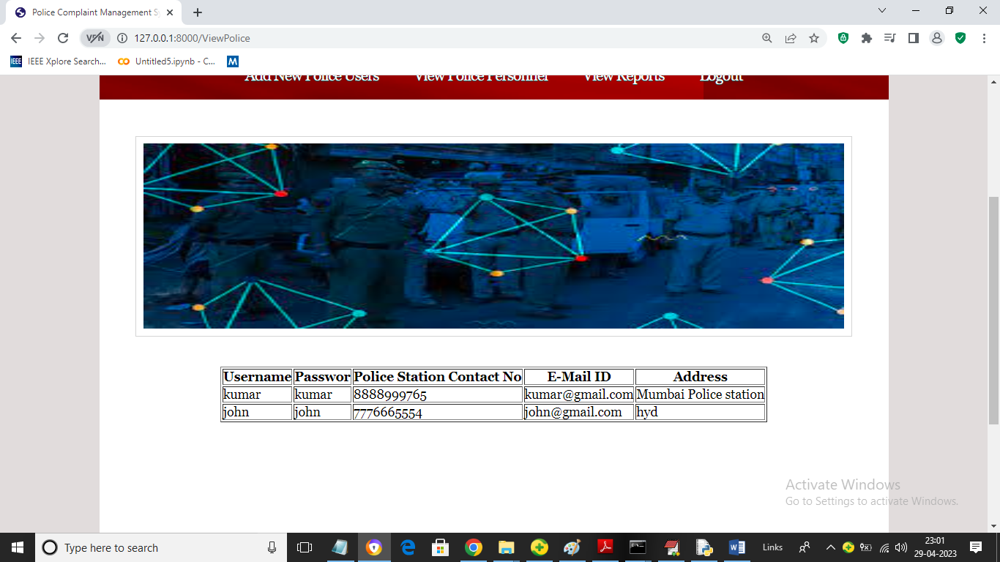 Police Complaint Management S
127.0.0.1:8000/ViewPolice
VPN
IEEE IEEE Xplore Search... Untitled5.ipynb - C... M
Add New Police Users View Police Personnel View Reports Logout
Username Passwor Police Station Contact No E-Mail ID Address
kumar kumar 8888999765 kumar@gmail.com Mumbai Police station
john john 7776665554 john@gmail.com hyd
Activate Windows
Go to Settings to activate Windows.
Type here to search
Links
23:01
29-04-2023